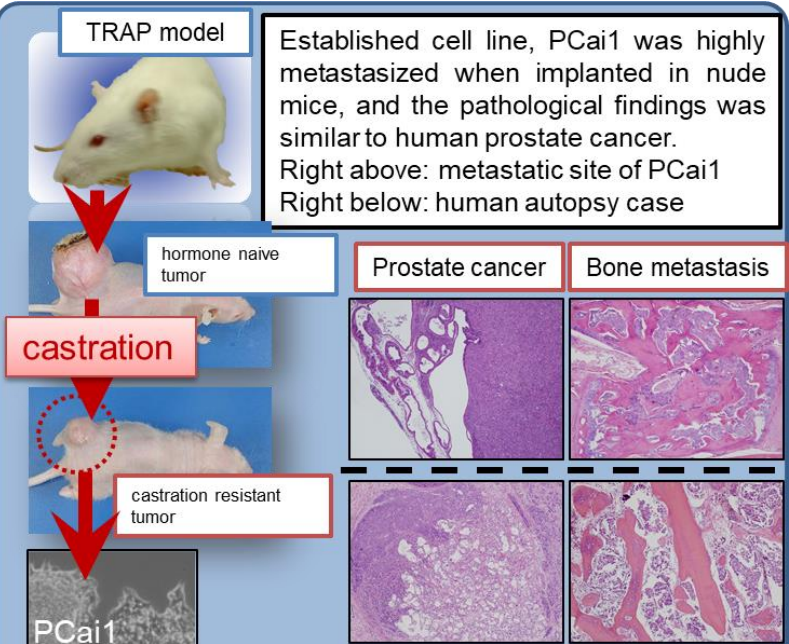 TRAP model
Established cell line, PCai1 was highly
metastasized when implanted in nude
mice, and the pathological findings was
similar to human prostate cancer.
Right above: metastatic site of PCai1
Right below: human autopsy case
hormone naive
tumor
Prostate cancer
Bone metastasis
castration
castration resistant
tumor
PCai1